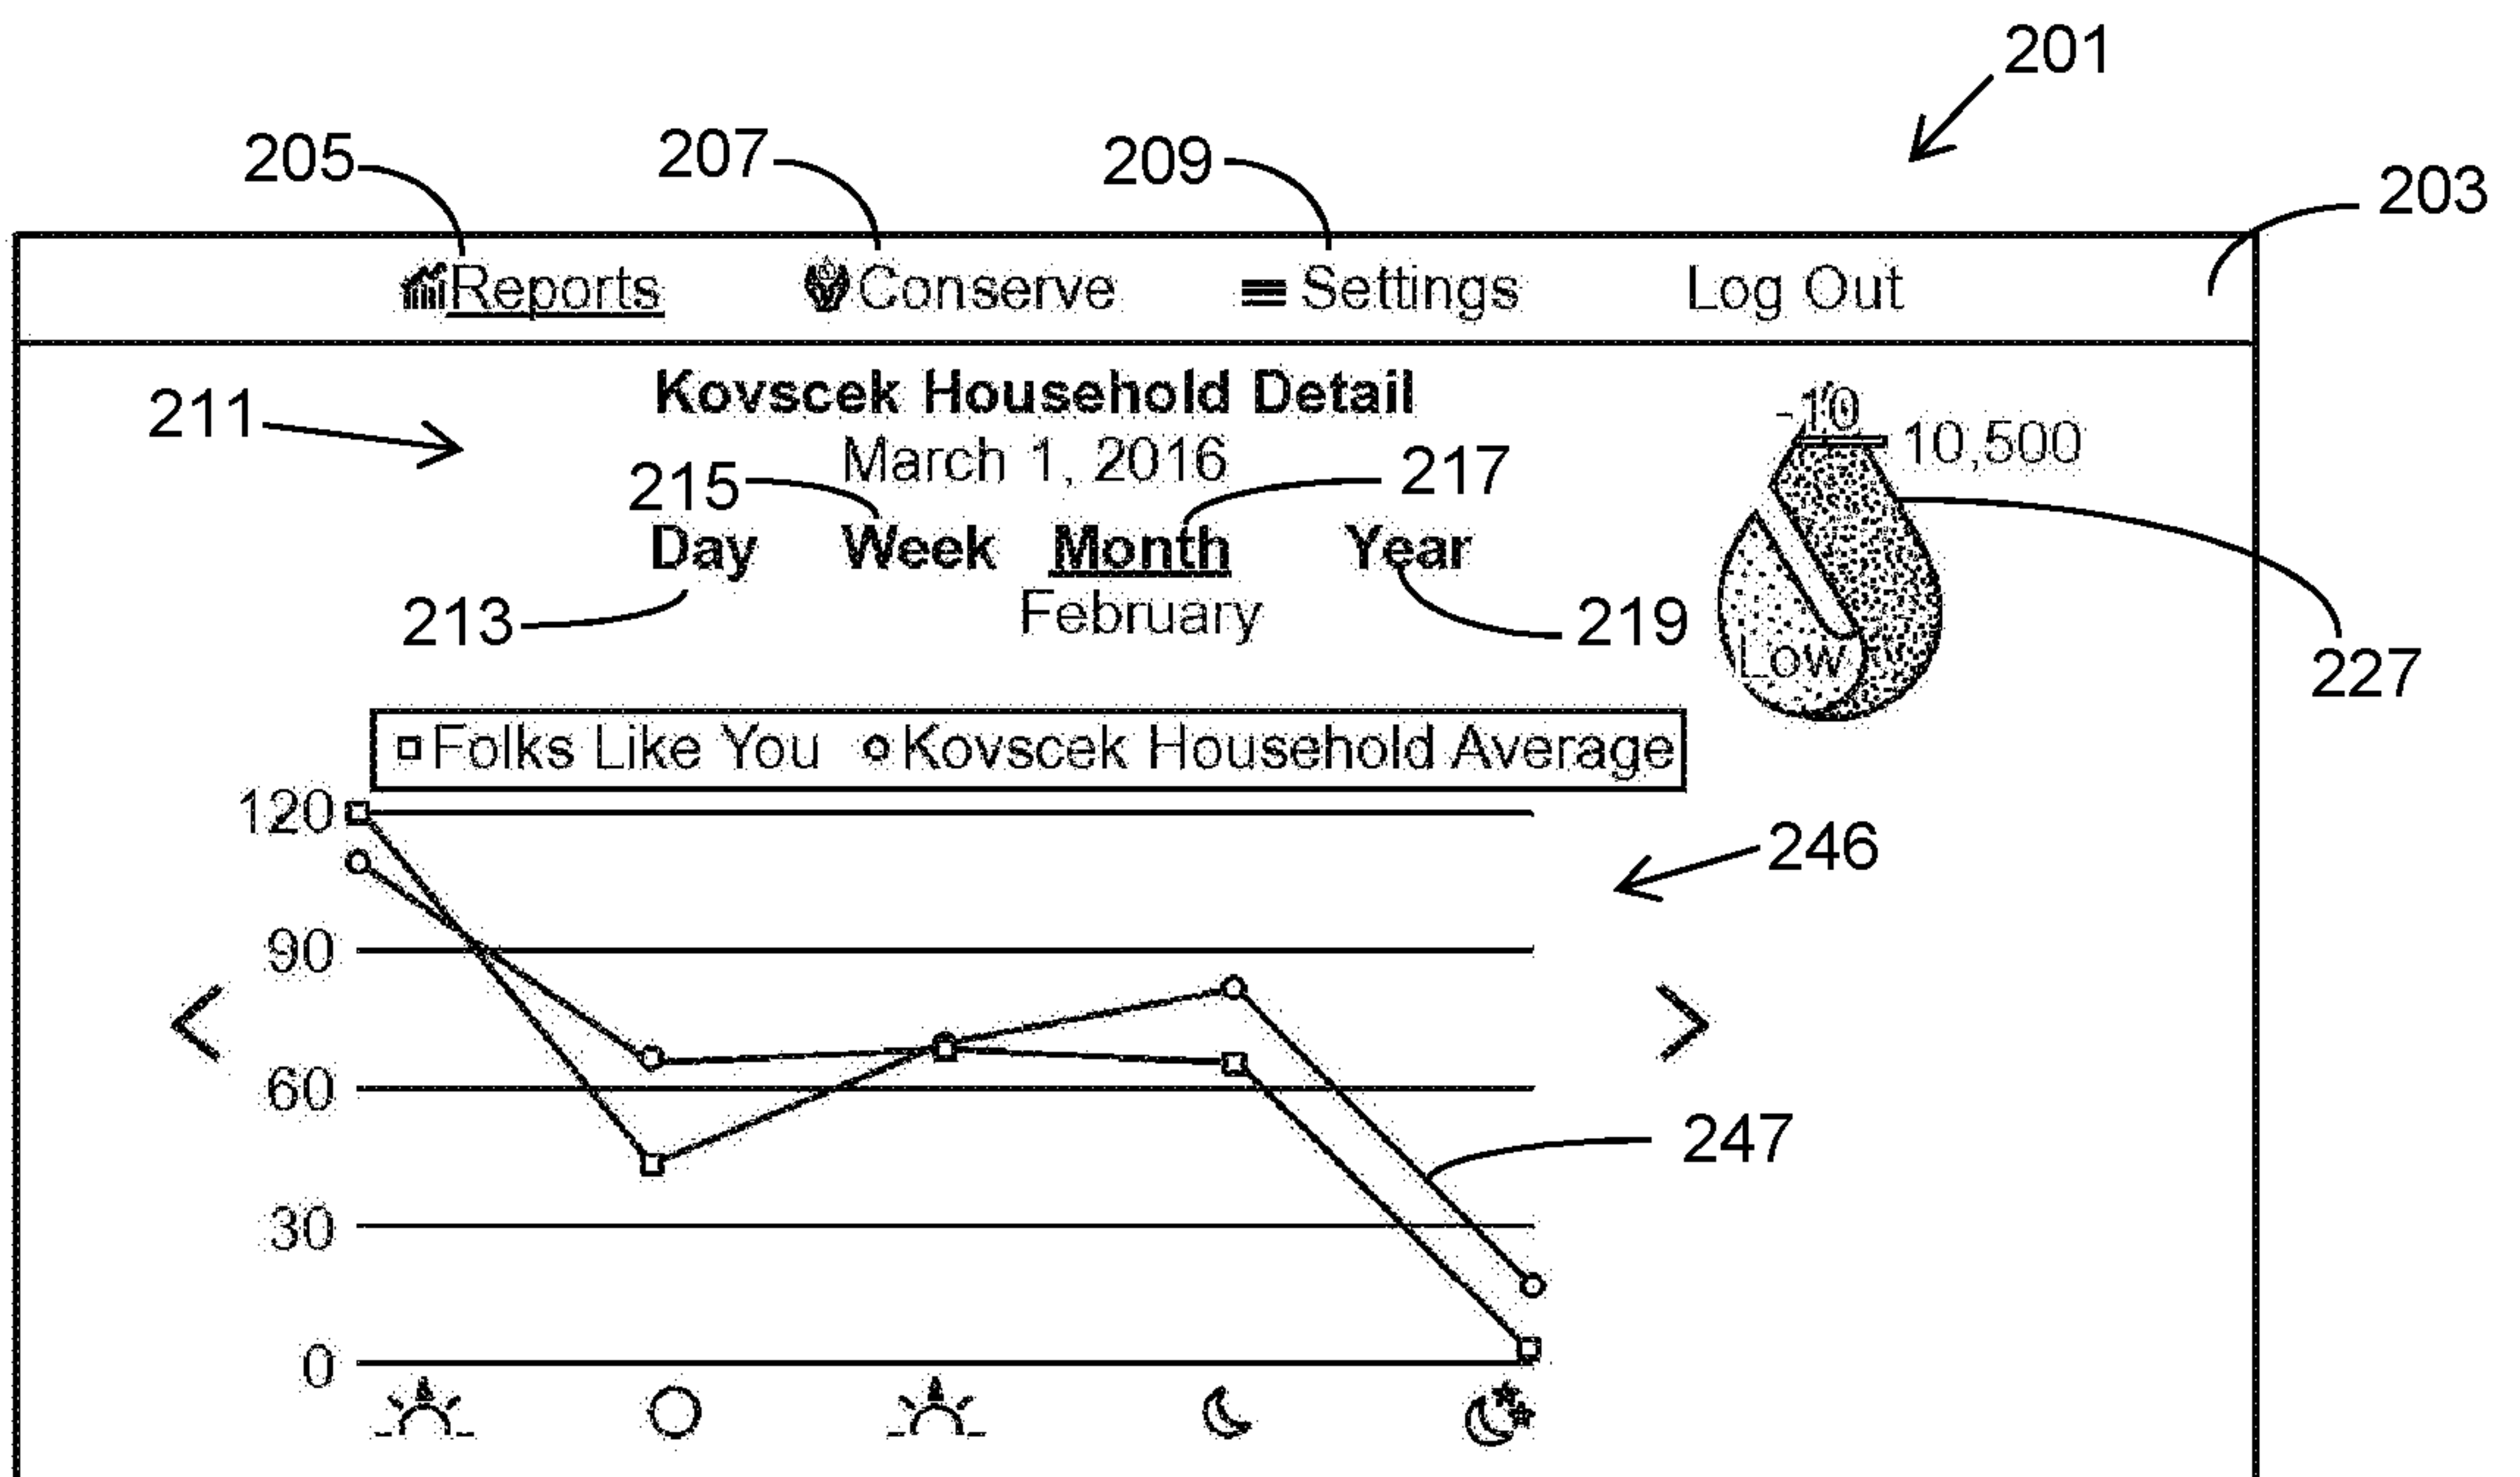 201
205 207 209
203
Reports Conserve Settings Log Out
Kovscek Household Detail
211
March 1, 2016
-10
10,500
215 217
Day Week Month Year
213
February
219
Low
227
Folks Like You Kovscek Household Average
120
246
90
60
247
30
0